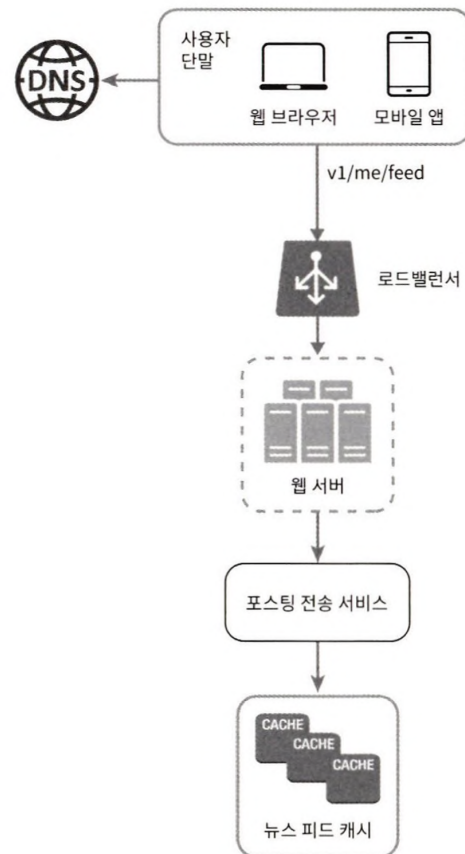 사용자
단말
DNS
웹 브라우저
모바일 앱
v1/me/feed
로드밸런서
웹 서버
포스팅 전송 서비스
CACHE
CACHE
CACHE
뉴스 피드 캐시